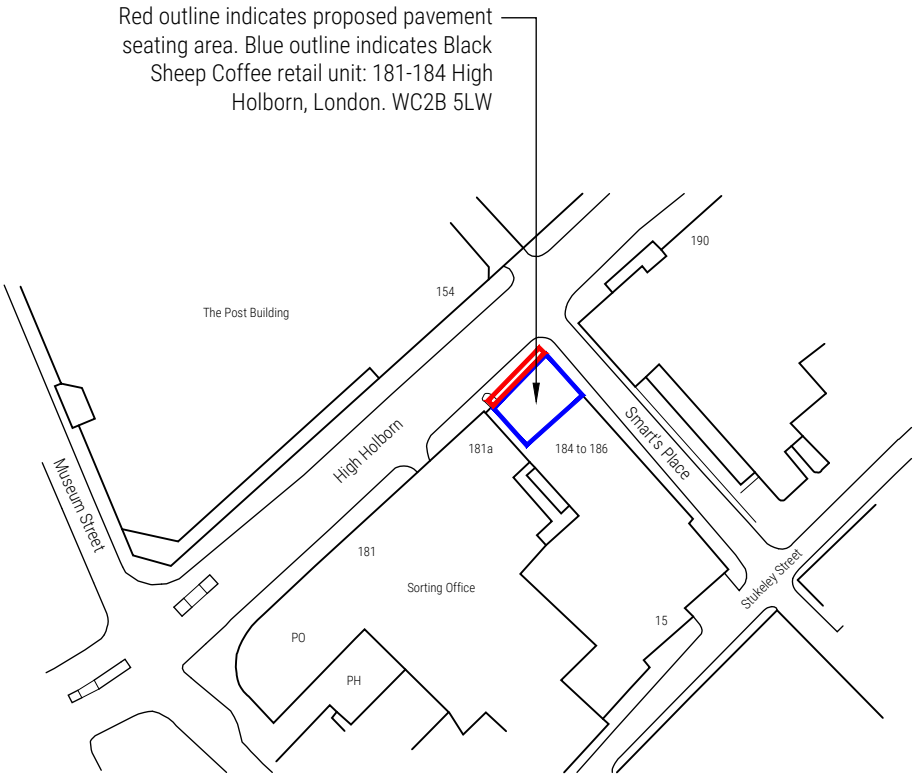 Red outline indicates proposed pavement
seating area. Blue outline indicates Black
Sheep Coffee retail unit: 181-184 High
Holborn, London. WC2B 5LW
190
154
The Post Building
High Holborn
Smart's Place
181a
184 to 186
Museum Street
181
Sorting Office
Stukeley Street
15
PO
PH